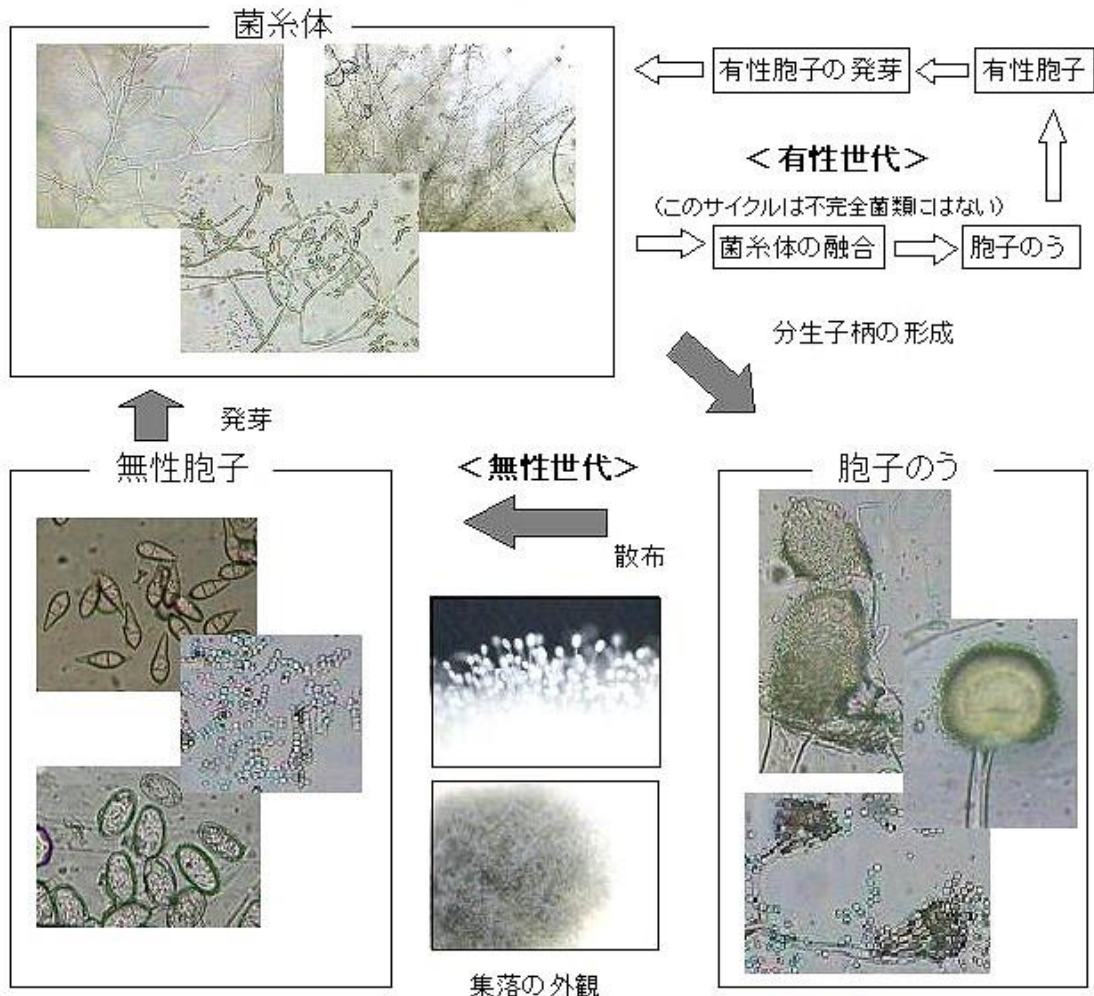 菌糸体
有性胞子の発芽
有性胞子
＜有性世代＞
（このサイクルは不完全菌類にはない）
菌糸体の融合
胞子のう
分生子柄の形成
発芽
無性胞子
＜無性世代＞
胞子のう
散布
集落の外観